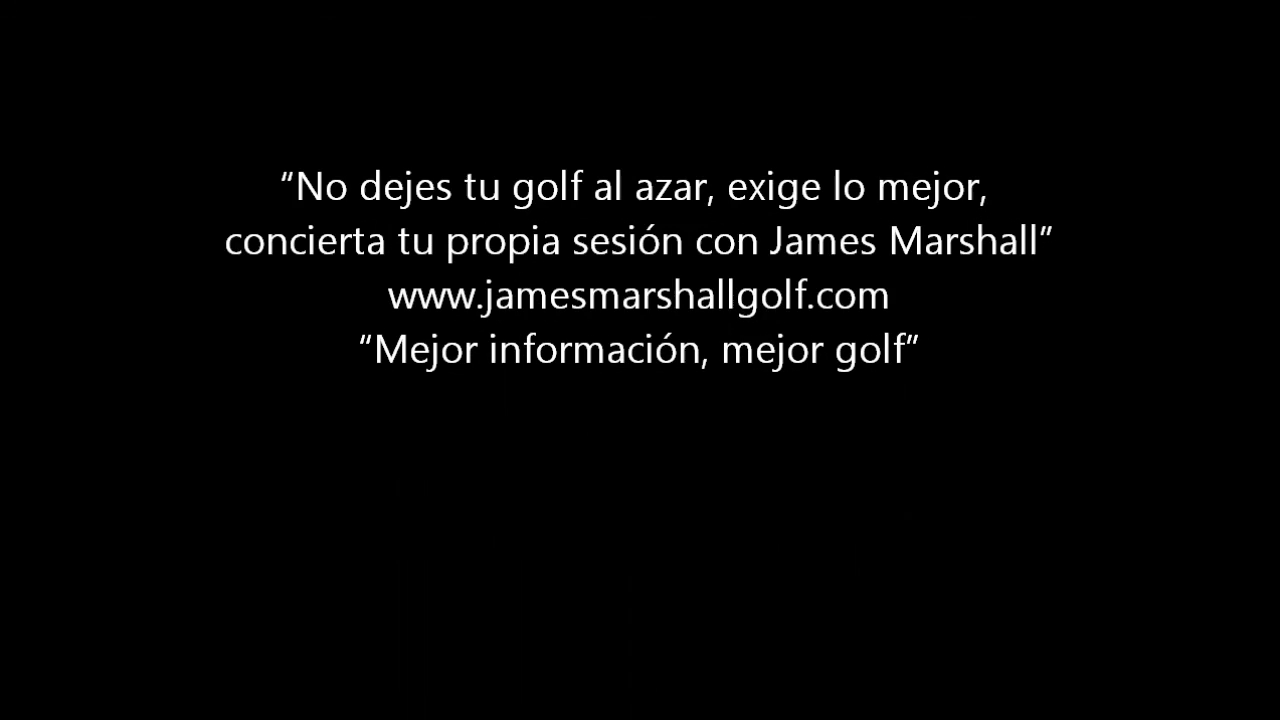 “No dejes tu golf al azar, exige lo mejor,
concierta tu propia sesión con James Marshall”
www.jamesmarshallgolf.com
“Mejor información, mejor golf”